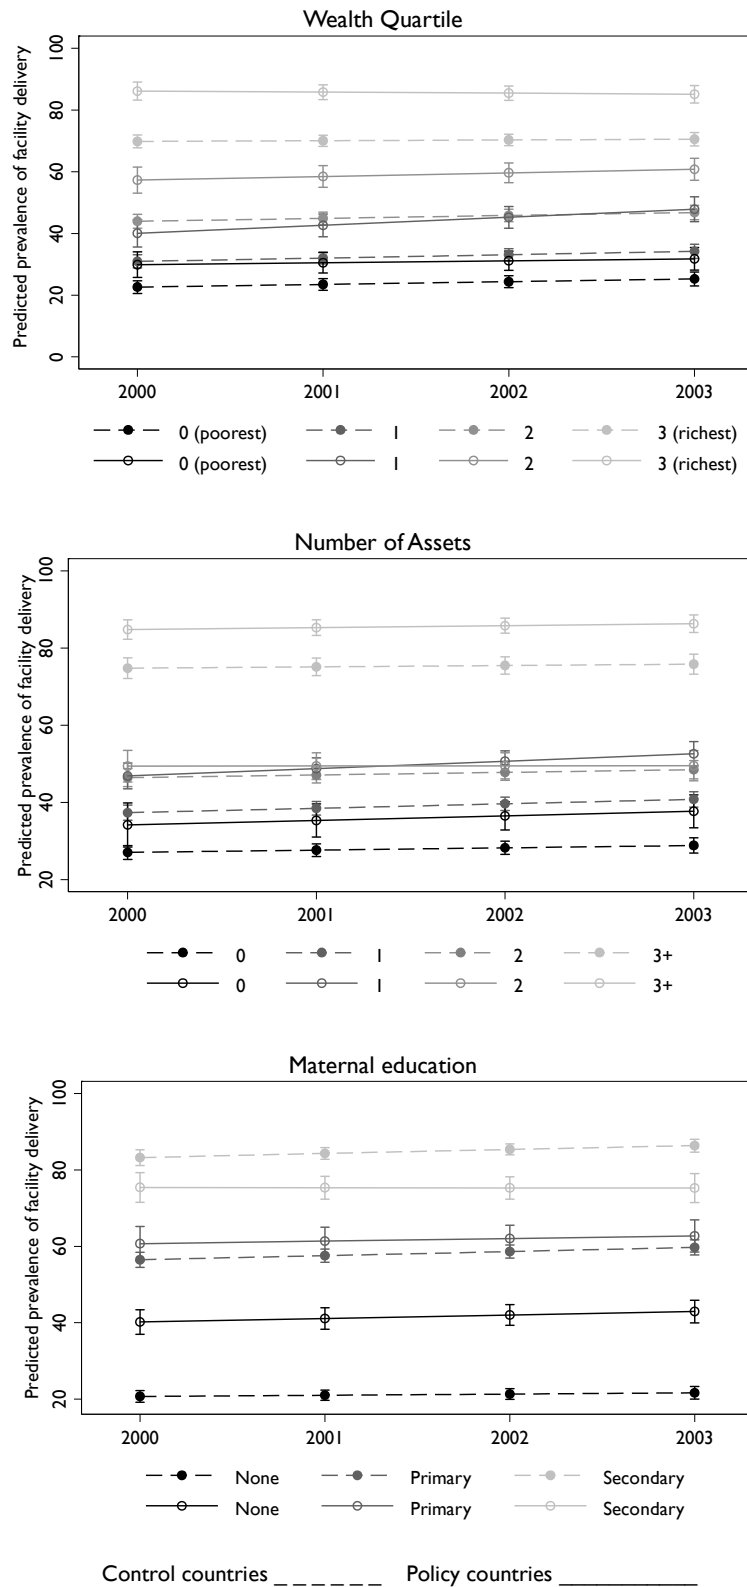 Wealth Quartile
Predicted prevalence of facility delivery
100
80
60
40
20
0
2000 2001 2002 2003
0 (poorest) 1 2 3 (richest)
0 (poorest) 1 2 3 (richest)
Number of Assets
Predicted prevalence of facility delivery
100
80
60
40
20
2000 2001 2002 2003
0 1 2 3+
0 1 2 3+
Maternal education
Predicted prevalence of facility delivery
100
80
60
40
20
2000 2001 2002 2003
None Primary Secondary
None Primary Secondary
Control countries _ _ _ _ _ _ Policy countries ___________